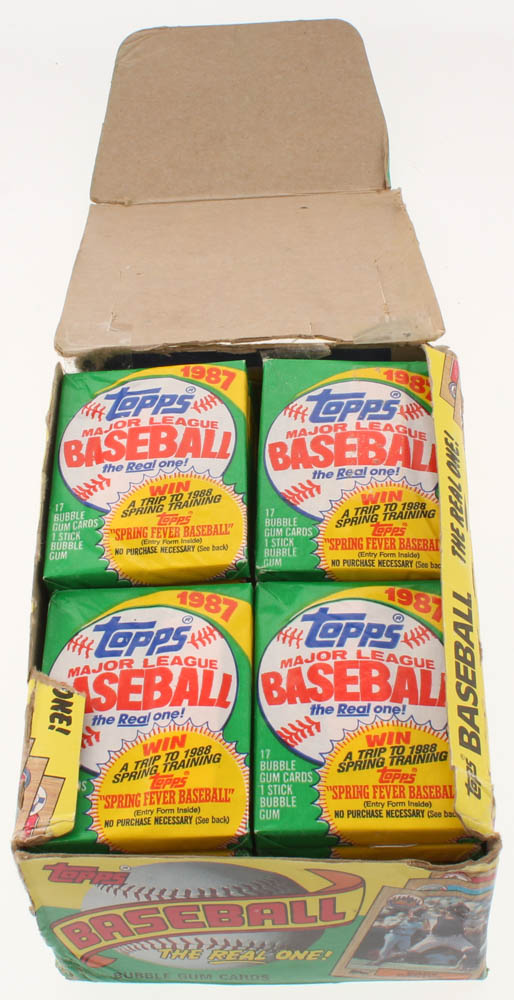 1987
Topps®
MAJOR LEAGUE
BASEBALL
the Real one!
WIN
A TRIP TO 1988
SPRING TRAINING
Topps
"SPRING FEVER BASEBALL"
(Entry Form Inside)
NO PURCHASE NECESSARY (See back)
17
BUBBLE
GUM CARDS
1 STICK
BUBBLE
GUM
1987
Topps®
MAJOR LEAGUE
BASEBALL
the Real one!
WIN
A TRIP TO 1988
SPRING TRAINING
Topps
"SPRING FEVER BASEBAL
(Entry Form Inside)
NO PURCHASE NECESSARY (See bac
17
BUBBLE
GUM CARDS
1 STICK
BUBBLE
GUM
1987
Topps®
MAJOR LEAGUE
ASEBALL
the Real one!
WIN
A TRIP TO 1988
SPRING TRAINING
Topps
"SPRING FEVER BASEBALL"
(Entry Form Inside)
NO PURCHASE NECESSARY (See back)
1987
Topps®
MAJOR LEAGUE
BASEBALL
the Real one!
WIN
A TRIP TO 1988
SPRING TRAINING
Topps
"SPRING FEVER BASEBAL
(Entry Form Inside)
NO PURCHASE NECESSARY (See bac
17
BUBBLE
GUM CARDS
1 STICK
BUBBLE
GUM
ONE!
Topps BASEBALL THE REAL ONE!
Topps®
BASEBALL
THE REAL ONE!
BUBBLE GUM CARDS